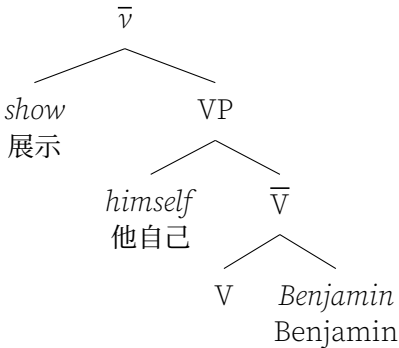 v̅
show VP
展示
himself V̅
他自己
V Benjamin
Benjamin